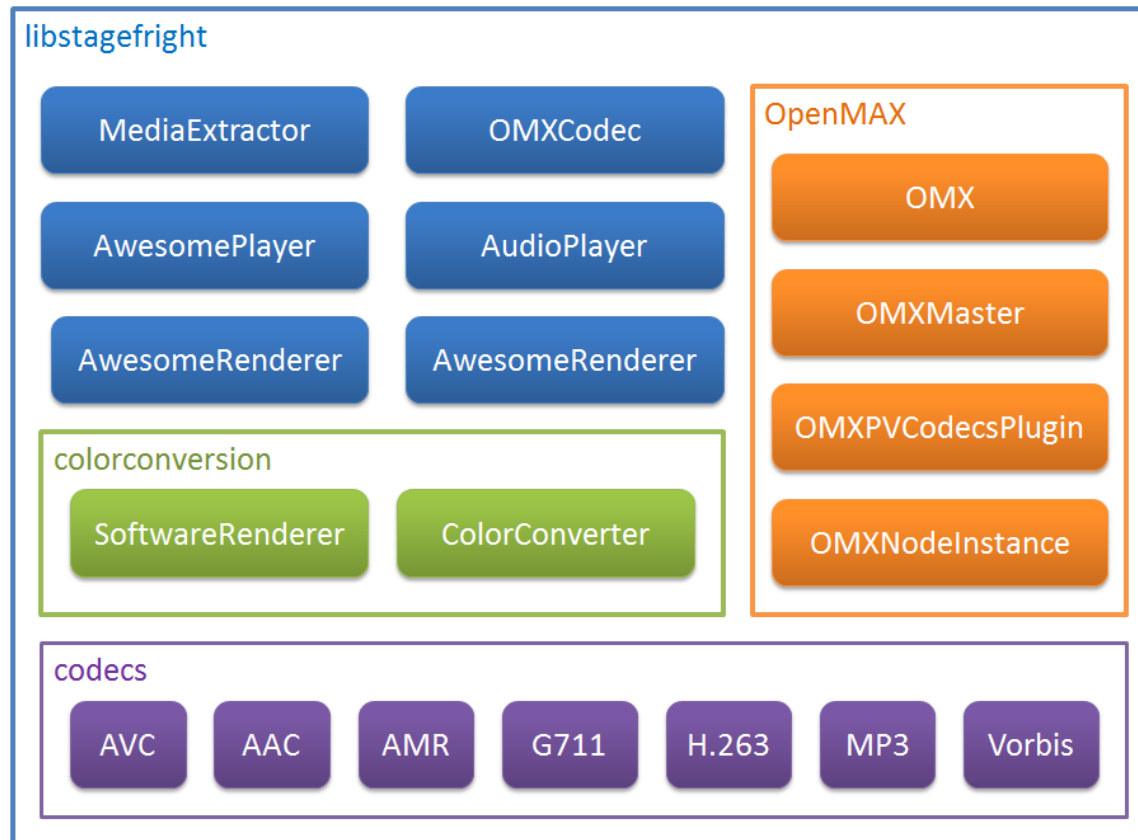 libstagefright
MediaExtractor
OMXCodec
AwesomePlayer
AudioPlayer
AwesomeRenderer
AwesomeRenderer
colorconversion
SoftwareRenderer
ColorConverter
OpenMAX
OMX
OMXMaster
OMXPVCodecsPlugin
OMXNodeInstance
codecs
AVC
AAC
AMR
G711
H.263
MP3
Vorbis